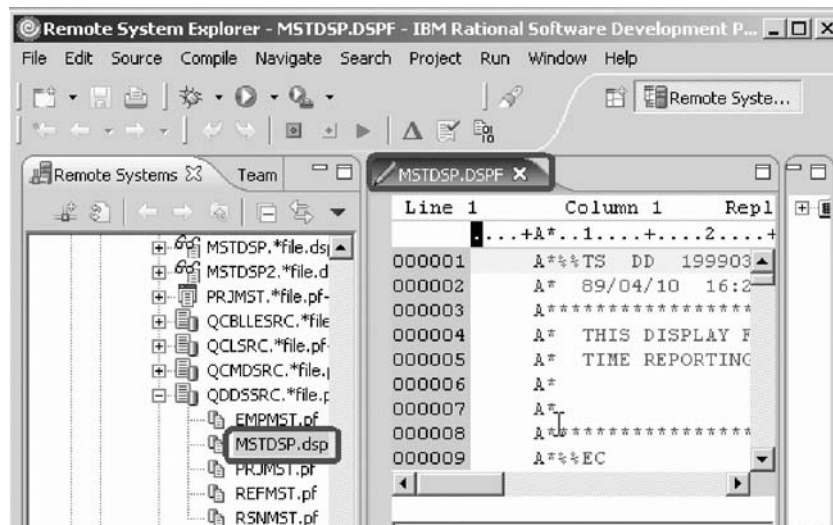 Remote System Explorer - MSTDSP.DSPF - IBM Rational Software Development P...
File Edit Source Compile Navigate Search Project Run Window Help
Remote Syste...
Remote Systems Team
MSTDSP.DSPF
Line 1 Column 1 Repl
....+A*..1....+....2....+
MSTDSP.*file.dsp
MSTDSP2.*file.d
PRJMST.*file.pf-
QCBLLESRC.*file
QCLSRC.*file.pf-
QCMDSRC.*file.p
QDDSSRC.*file.p
EMPMST.pf
MSTDSP.dsp
PRJMST.pf
REFMST.pf
RSNMST.pf
000001 A*%%TS DD 199903
000002 A* 89/04/10 16:2
000003 A*****************
000004 A* THIS DISPLAY F
000005 A* TIME REPORTING
000006 A*
000007 A*
000008 A*****************
000009 A*%%EC